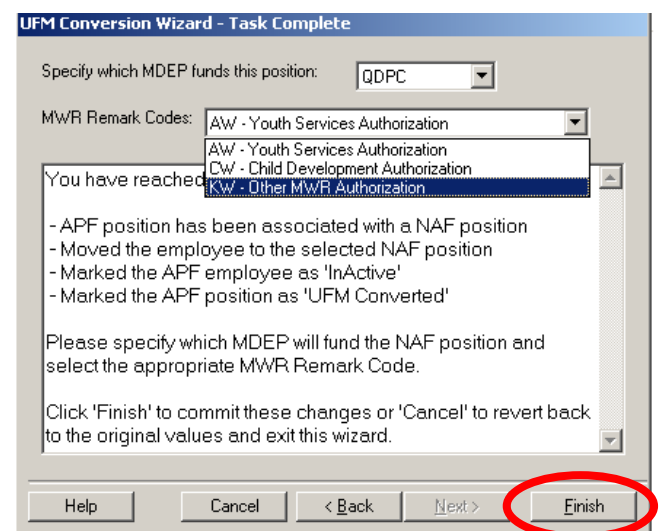 UFM Conversion Wizard - Task Complete
Specify which MDEP funds this position: QDPC
MWR Remark Codes: AW - Youth Services Authorization
AW - Youth Services Authorization
CW - Child Development Authorization
KW - Other MWR Authorization
You have reached
- APF position has been associated with a NAF position
- Moved the employee to the selected NAF position
- Marked the APF employee as 'InActive'
- Marked the APF position as 'UFM Converted'
Please specify which MDEP will fund the NAF position and
select the appropriate MWR Remark Code.
Click 'Finish' to commit these changes or 'Cancel' to revert back
to the original values and exit this wizard.
Help Cancel < Back Next > Finish